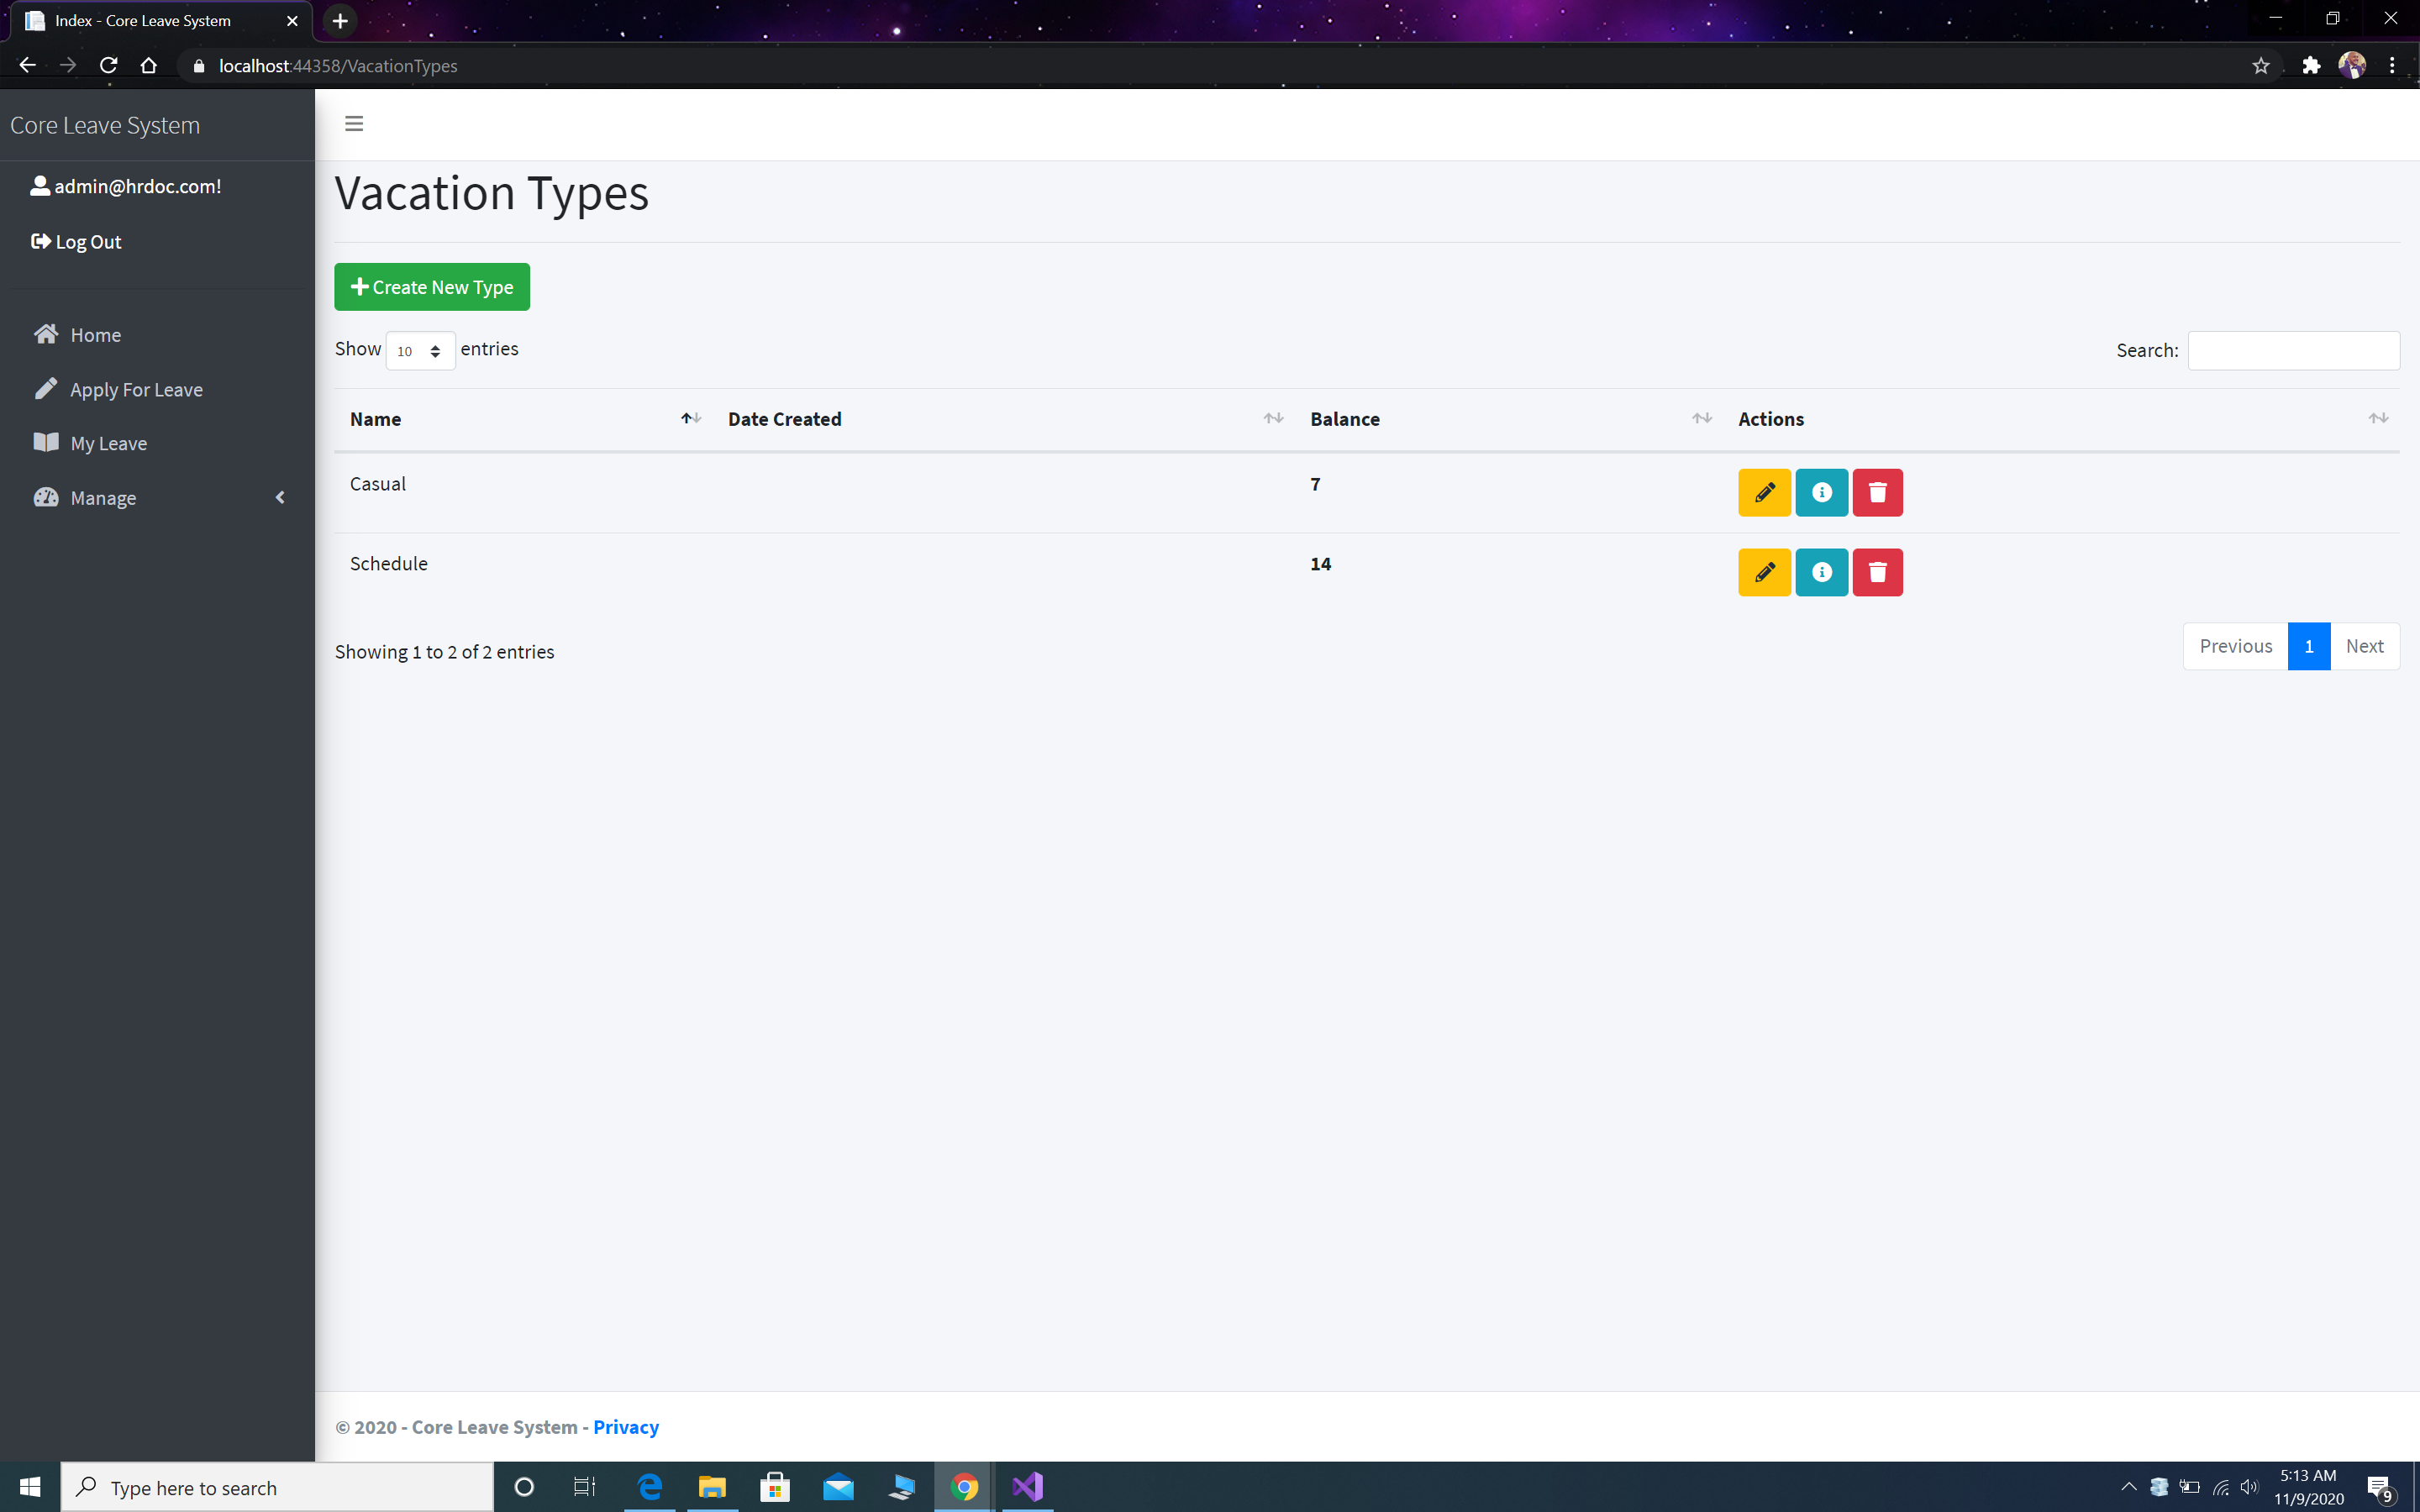 Index - Core Leave System
localhost:44358/VacationTypes
Core Leave System
admin@hrdoc.com!
Log Out
Home
Apply For Leave
My Leave
Manage
Vacation Types
Create New Type
Show 10 entries
Search:
Name Date Created Balance Actions
Casual 7
Schedule 14
Showing 1 to 2 of 2 entries
Previous 1 Next
© 2020 - Core Leave System - Privacy
Type here to search
5:13 AM
11/9/2020
9